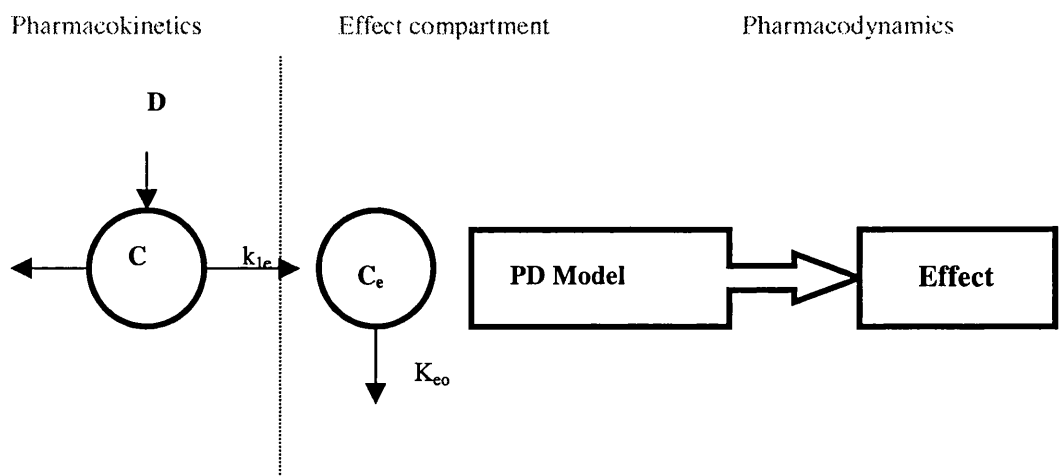 Pharmacokinetics Effect compartment Pharmacodynamics
D
C k1e Ce PD Model Effect
Keo